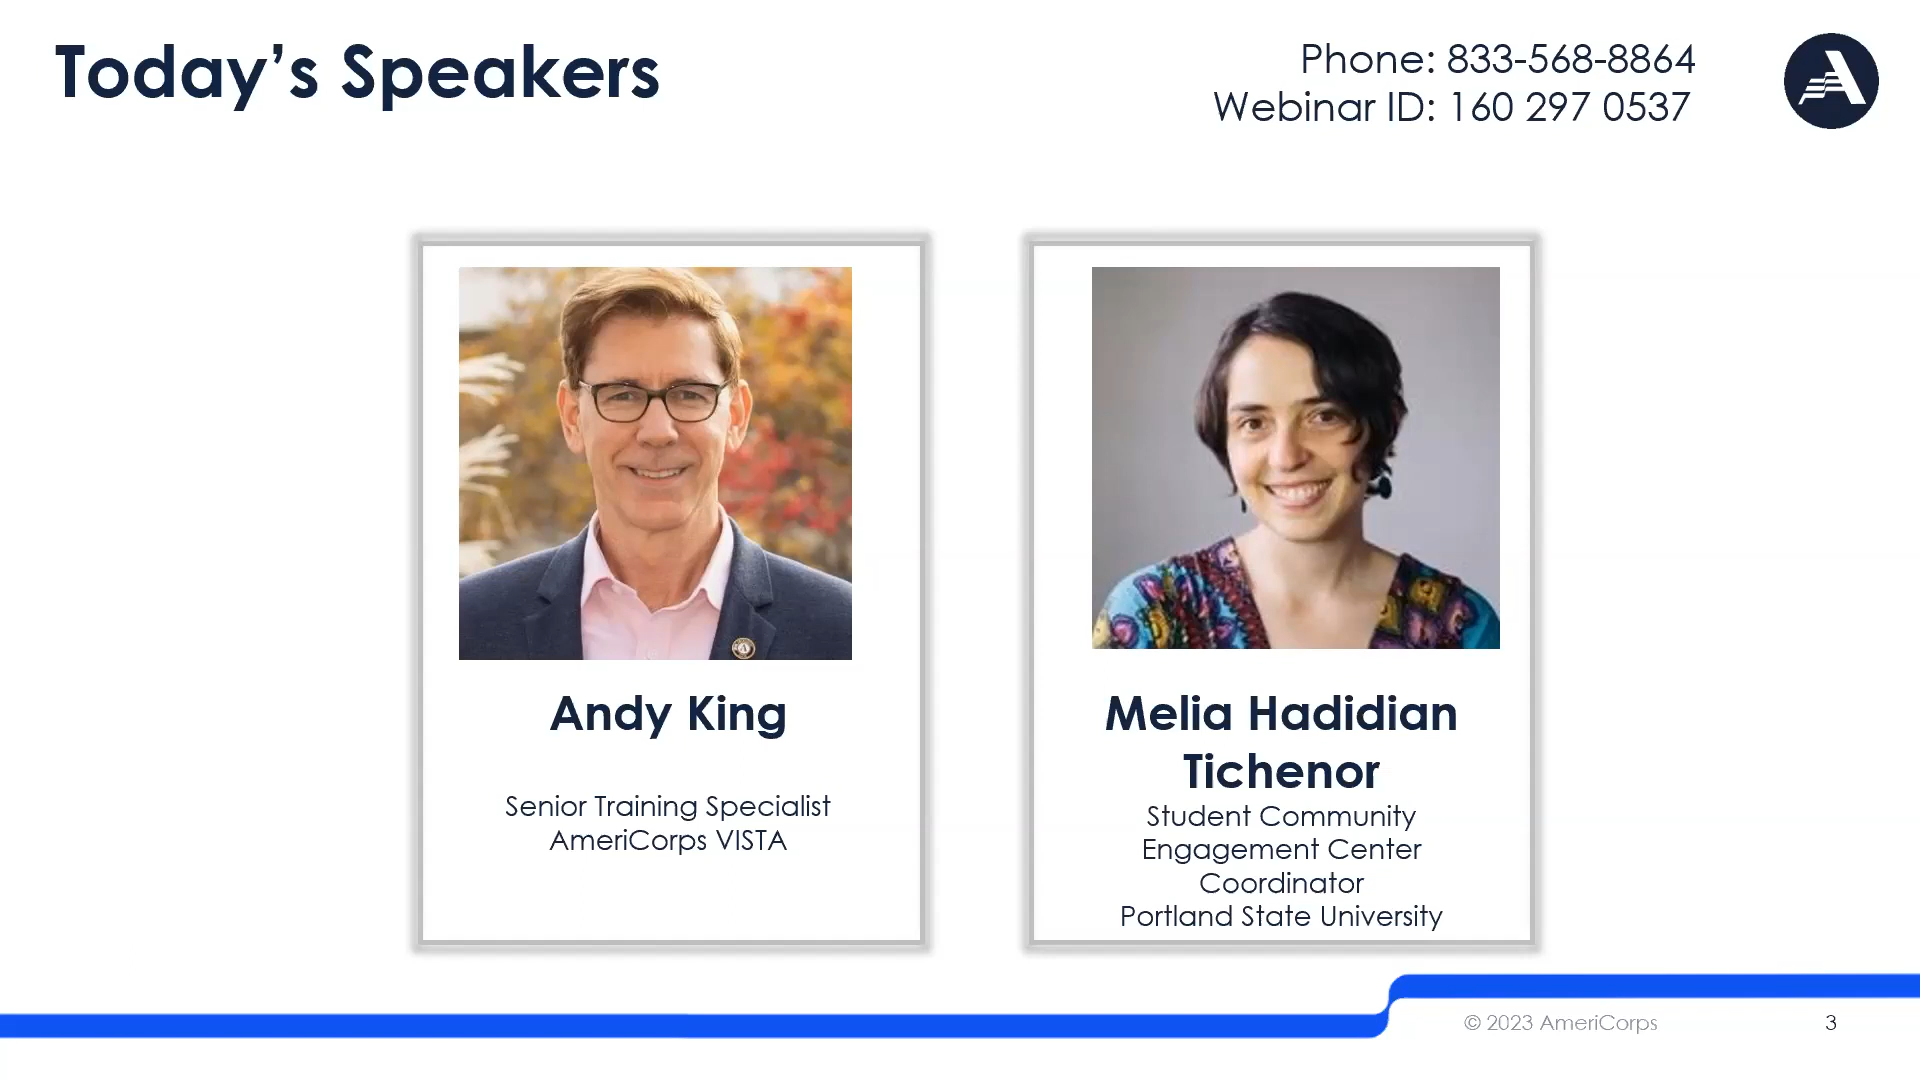 Today’s Speakers
Phone: 833-568-8864
Webinar ID: 160 297 0537
Andy King
Senior Training Specialist
AmeriCorps VISTA
Melia Hadidian
Tichenor
Student Community
Engagement Center
Coordinator
Portland State University
© 2023 AmeriCorps
3